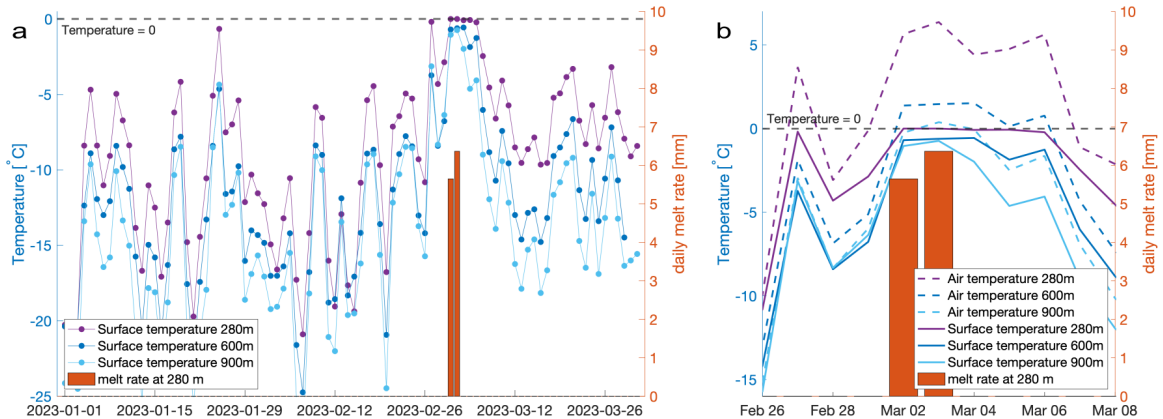 a
Temperature = 0
Temperature [°C]
0
-5
-10
-15
-20
-25
2023-01-01
2023-01-15
2023-01-29
2023-02-12
2023-02-26
2023-03-12
2023-03-26
10
9
8
7
6
5
4
3
2
1
0
daily melt rate [mm]
Surface temperature 280m
Surface temperature 600m
Surface temperature 900m
melt rate at 280 m
b
Temperature = 0
Temperature [°C]
5
0
-5
-10
-15
Feb 26
Feb 28
Mar 02
Mar 04
Mar 06
Mar 08
10
9
8
7
6
5
4
3
2
1
0
daily melt rate [mm]
Air temperature 280m
Air temperature 600m
Air temperature 900m
Surface temperature 280m
Surface temperature 600m
Surface temperature 900m
melt rate at 280 m